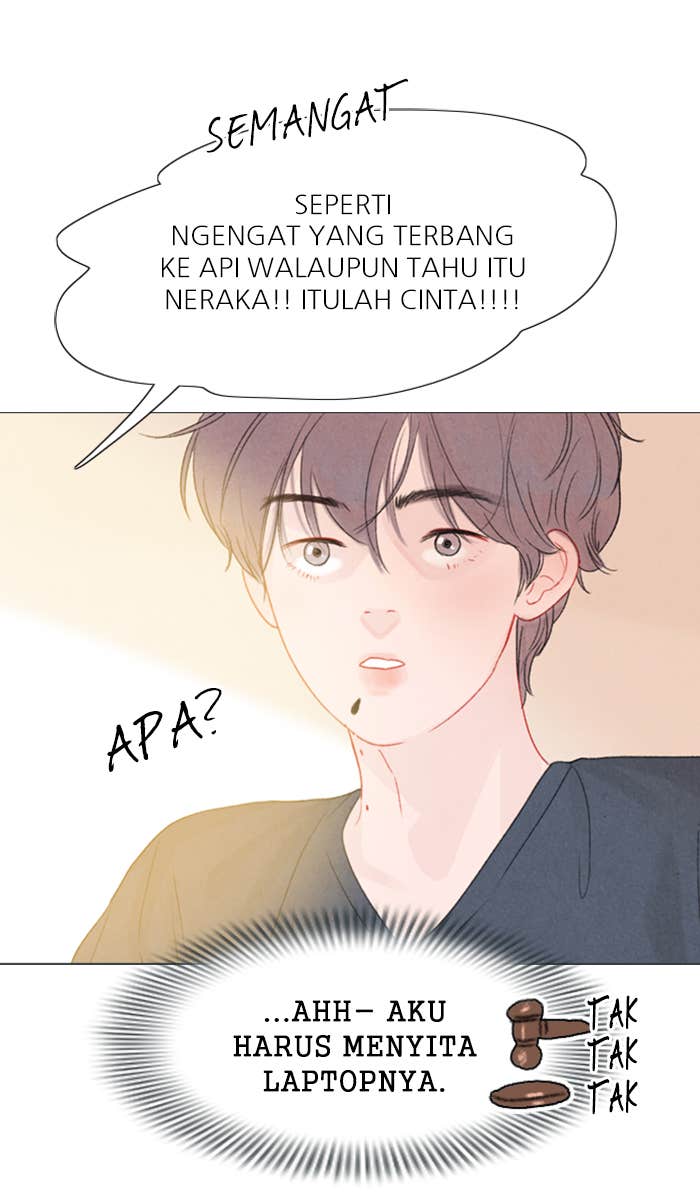 SEMANGAT
SEPERTI
NGENGAT YANG TERBANG
KE API WALAUPUN TAHU ITU
NERAKA!! ITULAH CINTA!!!!
APA?
...AHH- AKU
HARUS MENYITA
LAPTOPNYA.
TAK
TAK
TAK